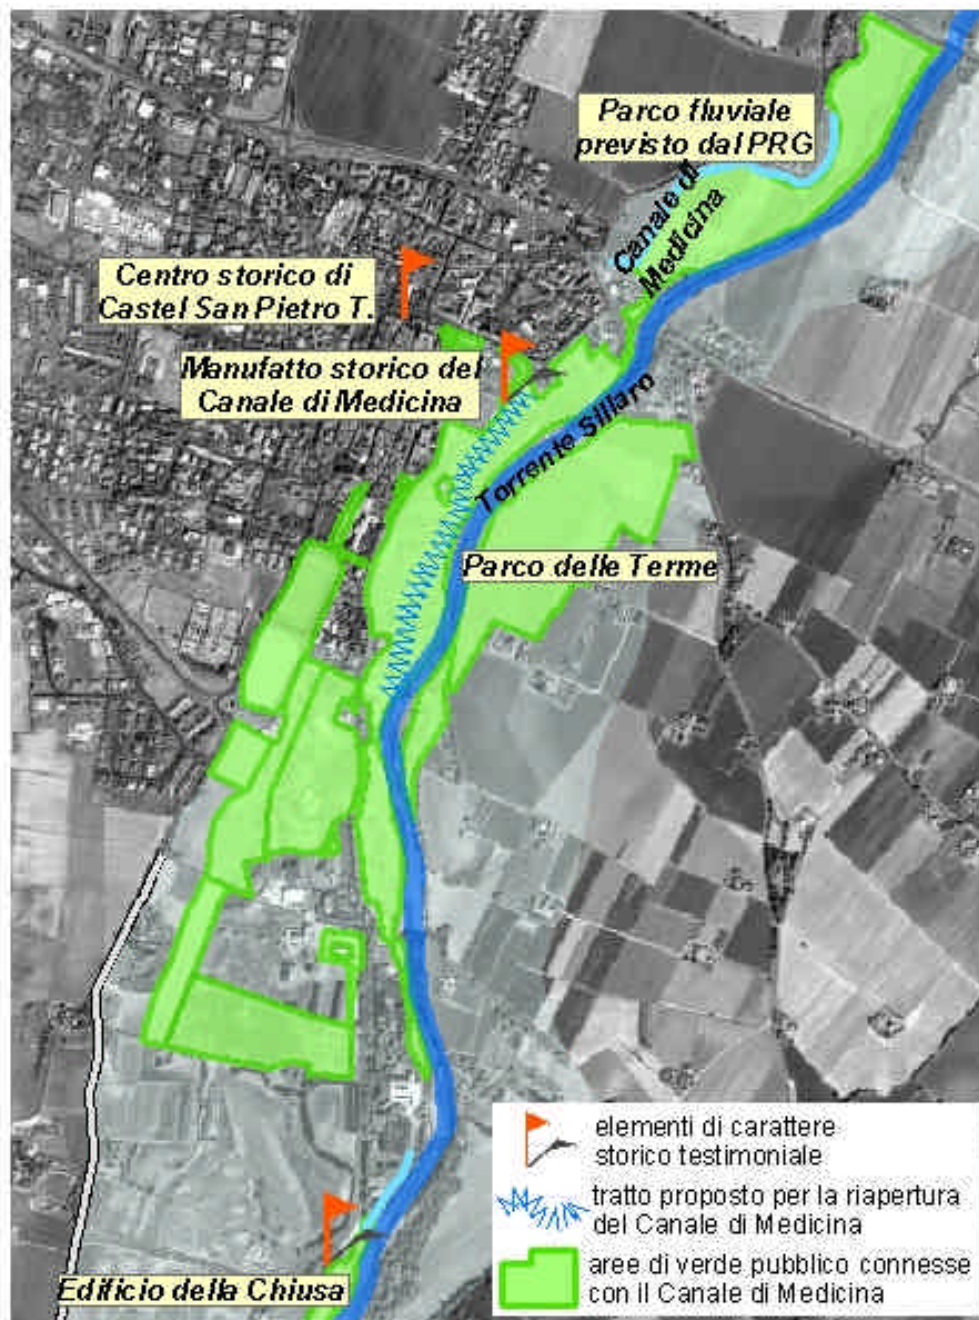 Parco fluviale
previsto dal PRG
Canale di
Medicina
Centro storico di
Castel San Pietro T.
Manufatto storico del
Canale di Medicina
Torrente Sillaro
Parco delle Terme
elementi di carattere
storico testimoniale
tratto proposto per la riapertura
del Canale di Medicina
aree di verde pubblico connesse
con il Canale di Medicina
Edificio della Chiusa